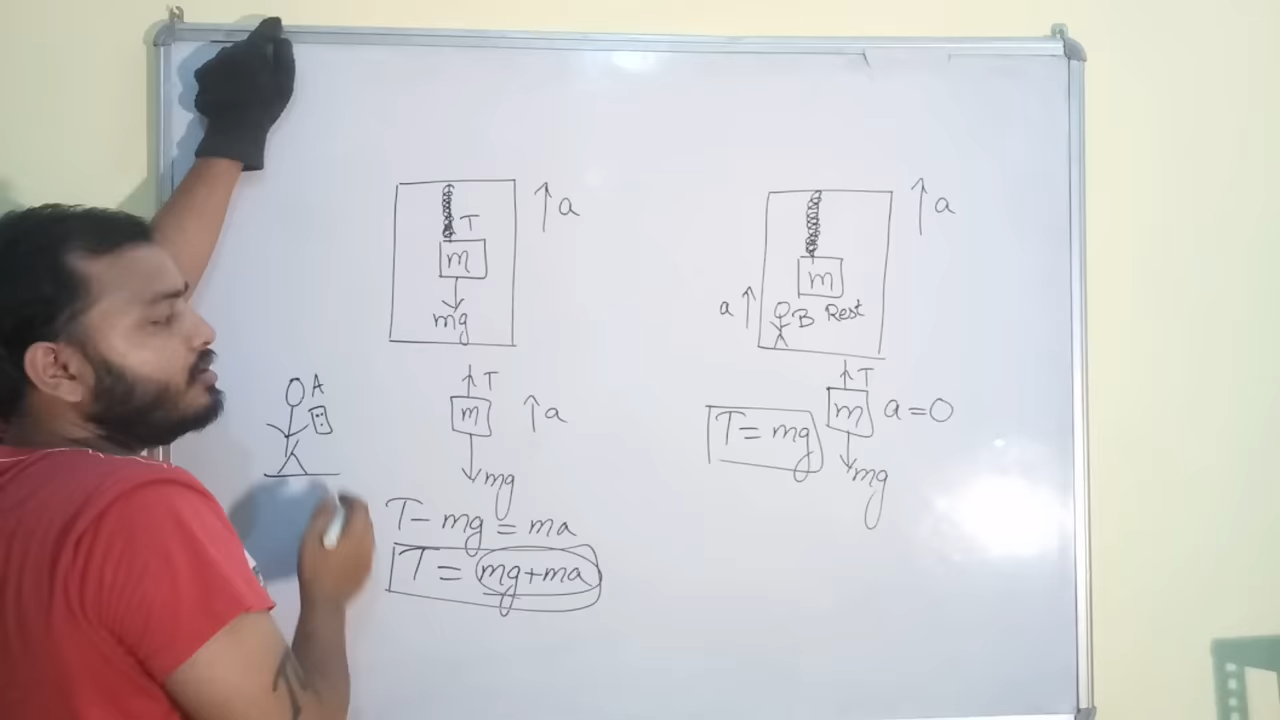 ↑a
T
m
mg
A
↑T
m
↑a
mg
T - mg = ma
T = mg+ma
↑a
m
a↑
B Rest
↑T
m
a = 0
T = mg
mg